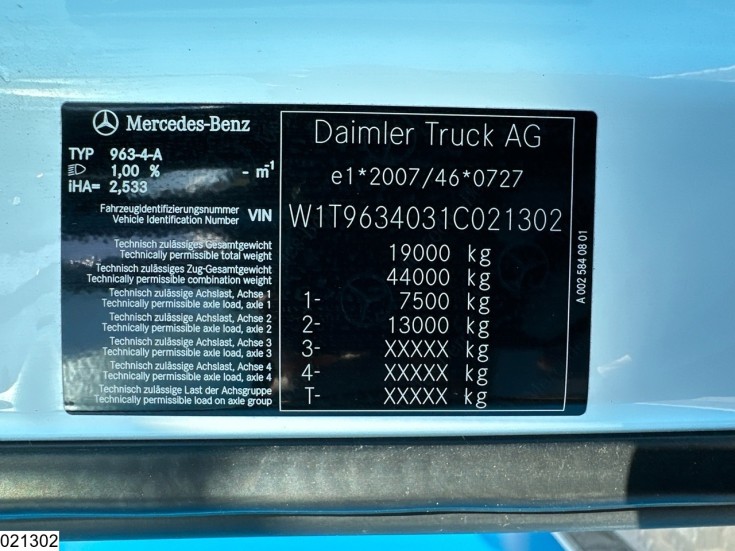 Mercedes-Benz
TYP 963-4-A
1,00 % - m⁻¹
iHA= 2,533
Daimler Truck AG
e1*2007/46*0727
Fahrzeugidentifizierungsnummer
Vehicle Identification Number VIN W1T9634031C021302
Technisch zulässiges Gesamtgewicht
Technically permissible total weight 19000 kg
Technisch zulässiges Zug-Gesamtgewicht
Technically permissible combination weight 44000 kg
Technisch zulässige Achslast, Achse 1
Technically permissible axle load, axle 1 1- 7500 kg
Technisch zulässige Achslast, Achse 2
Technically permissible axle load, axle 2 2- 13000 kg
Technisch zulässige Achslast, Achse 3
Technically permissible axle load, axle 3 3- XXXXX kg
Technisch zulässige Achslast, Achse 4
Technically permissible axle load, axle 4 4- XXXXX kg
Technisch zulässige Last der Achsgruppe
Technically permissible load on axle group T- XXXXX kg
A 002 584 08 01
021302